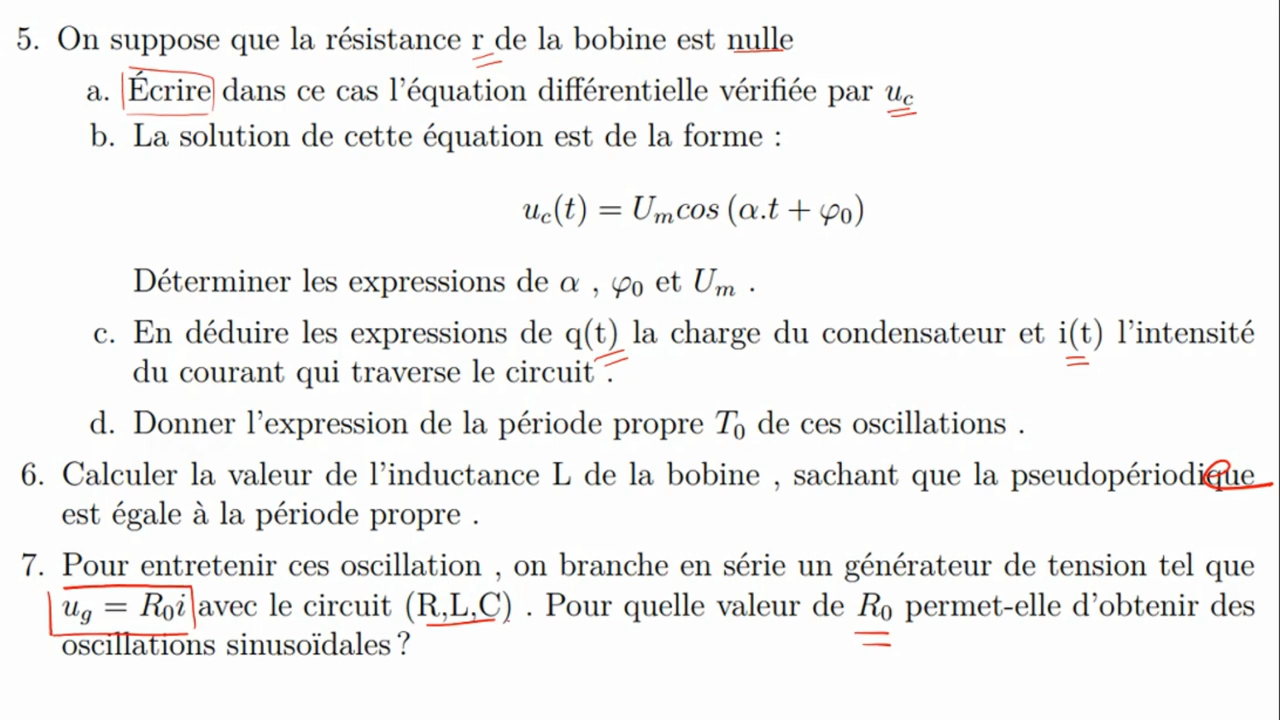 5. On suppose que la résistance r de la bobine est nulle
a. Écrire dans ce cas l'équation différentielle vérifiée par u_c
b. La solution de cette équation est de la forme :
u_c(t) = U_m cos (α.t + φ_0)
Déterminer les expressions de α , φ_0 et U_m .
c. En déduire les expressions de q(t) la charge du condensateur et i(t) l'intensité
du courant qui traverse le circuit .
d. Donner l'expression de la période propre T_0 de ces oscillations .
6. Calculer la valeur de l'inductance L de la bobine , sachant que la pseudopériodique
est égale à la période propre .
7. Pour entretenir ces oscillation , on branche en série un générateur de tension tel que
u_g = R_0i avec le circuit (R,L,C) . Pour quelle valeur de R_0 permet-elle d'obtenir des
oscillations sinusoïdales ?